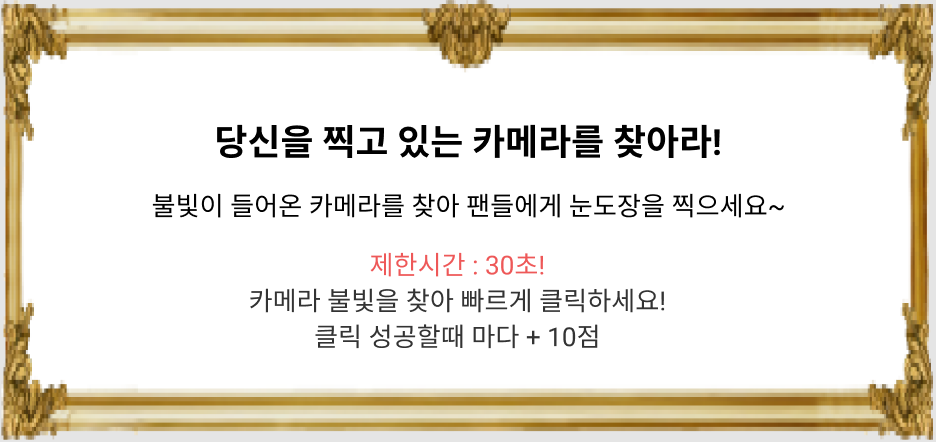 당신을 찍고 있는 카메라를 찾아라!
불빛이 들어온 카메라를 찾아 팬들에게 눈도장을 찍으세요~
제한시간 : 30초!
카메라 불빛을 찾아 빠르게 클릭하세요!
클릭 성공할때 마다 + 10점